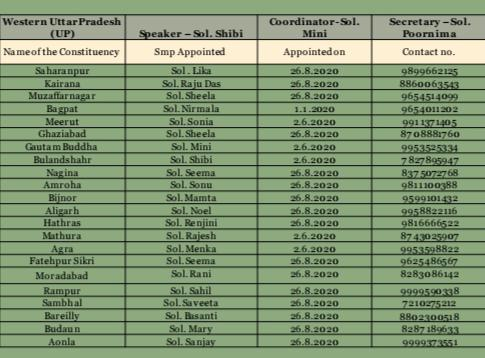 Western UttarPradesh (UP) Speaker – Sol. Shibi Coordinator-Sol. Mini Secretary – Sol. Poornima
Name of the Constituency Smp Appointed Appointed on Contact no.
Saharanpur Sol. Lika 26.8.2020 9899662125
Kairana Sol. Raju Das 26.8.2020 8860063543
Muzaffarnagar Sol. Sheela 26.8.2020 9654514099
Bagpat Sol. Nirmala 1.1.2020 9654011202
Meerut Sol. Sonia 2.6.2020 9911371405
Ghaziabad Sol. Sheela 26.8.2020 8708881760
Gautam Buddha Sol. Mini 2.6.2020 9953525334
Bulandshahr Sol. Shibi 2.6.2020 7827895947
Nagina Sol. Seema 26.8.2020 8375072768
Amroha Sol. Sonu 26.8.2020 9811100388
Bijnor Sol. Mamta 26.8.2020 9599101432
Aligarh Sol. Noel 26.8.2020 9958822116
Hathras Sol. Renjini 26.8.2020 9816666522
Mathura Sol. Rajesh 2.6.2020 8743025907
Agra Sol. Menka 2.6.2020 9953598822
Fatehpur Sikri Sol. Seema 26.8.2020 9625486567
Moradabad Sol. Rani 26.8.2020 8283086142
Rampur Sol. Sahil 26.8.2020 9999590338
Sambhal Sol. Saveeta 26.8.2020 7210275212
Bareilly Sol. Basanti 26.8.2020 8802300518
Budaun Sol. Mary 26.8.2020 8287189633
Aonla Sol. Sanjay 26.8.2020 9999373551